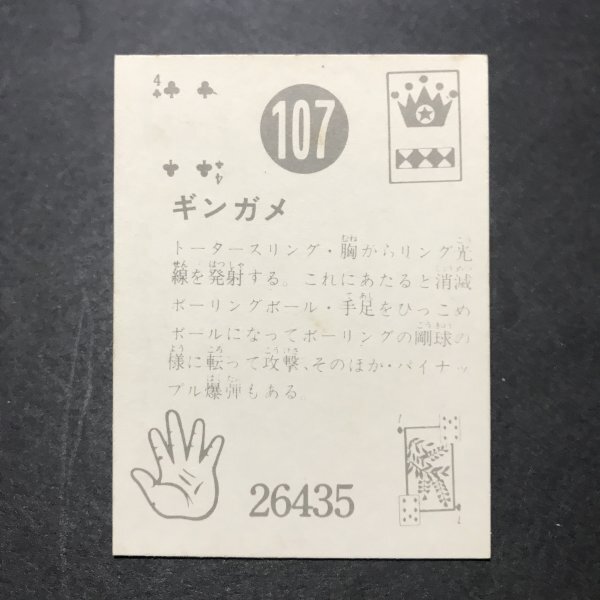 4
107
4
ギンガメ
トータースリング・胸からリング光
線を発射する。これにあたると消滅
ボーリングボール・手足をひっこめ
ボールになってボーリングの剛球の
様に転って攻撃、そのほか・パイナッ
プル爆弾もある。
26435